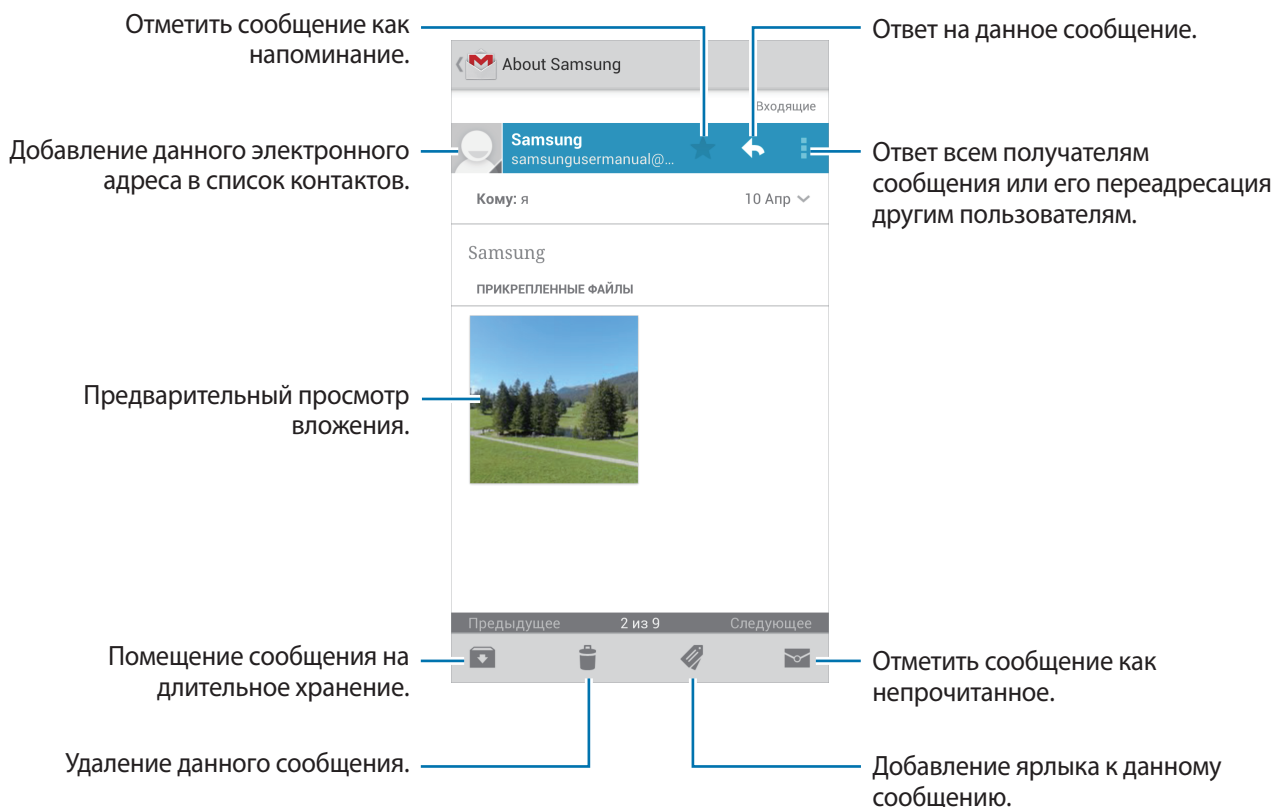 Отметить сообщение как
напоминание.
Ответ на данное сообщение.
About Samsung
Входящие
Добавление данного электронного
адреса в список контактов.
Samsung
samsungusermanual@...
Ответ всем получателям
сообщения или его переадресация
другим пользователям.
Кому: я
10 Апр
Samsung
ПРИКРЕПЛЕННЫЕ ФАЙЛЫ
Предварительный просмотр
вложения.
Предыдущее 2 из 9 Следующее
Помещение сообщения на
длительное хранение.
Отметить сообщение как
непрочитанное.
Удаление данного сообщения.
Добавление ярлыка к данному
сообщению.